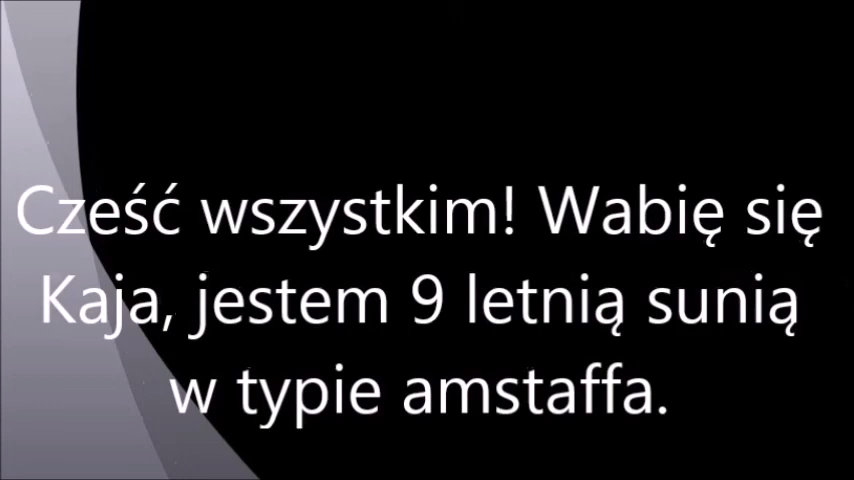 Cześć wszystkim! Wabię się
Kaja, jestem 9 letnią sunią
w typie amstaffa.